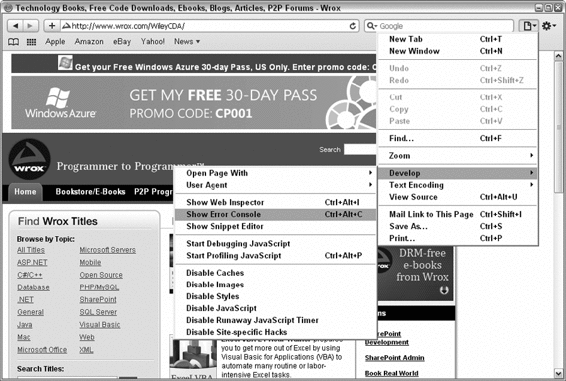 Technology Books, Free Code Downloads, Ebooks, Blogs, Articles, P2P Forums - Wrox
http://www.wrox.com/WileyCDA/
Google
Apple Amazon eBay Yahoo! News ▾
Get your Free Windows Azure 30-day Pass, US Only. Enter promo code:
Windows Azure™
GET MY FREE 30-DAY PASS
PROMO CODE: CP001
wrox
Programmer to Programmer™
Search
Home
Bookstore/E-Books
P2P Progr
New Tab Ctrl+T
New Window Ctrl+N
Undo Ctrl+Z
Redo Ctrl+Shift+Z
Cut Ctrl+X
Copy Ctrl+C
Paste Ctrl+V
Find... Ctrl+F
Zoom
Develop
Text Encoding
View Source Ctrl+Alt+U
Mail Link to This Page Ctrl+Shift+I
Save As... Ctrl+S
Print... Ctrl+P
Open Page With
User Agent
Show Web Inspector Ctrl+Alt+I
Show Error Console Ctrl+Alt+C
Show Snippet Editor
Start Debugging JavaScript
Start Profiling JavaScript Ctrl+Alt+P
Disable Caches
Disable Images
Disable Styles
Disable JavaScript
Disable Runaway JavaScript Timer
Disable Site-specific Hacks
Find Wrox Titles
Browse by Topic:
All Titles Microsoft Servers
ASP.NET Mobile
C#/C++ Open Source
Database PHP/MySQL
.NET SharePoint
General SQL Server
Java Visual Basic
Mac Web
Microsoft Office XML
Search Titles:
DRM-free
e-books
from Wrox
SharePoint
Development
SharePoint Admin
Book Real World
Excel VBA
you to get more out of Excel by using
Visual Basic for Applications (VBA) to
automate many routine or labor-
intensive Excel tasks.